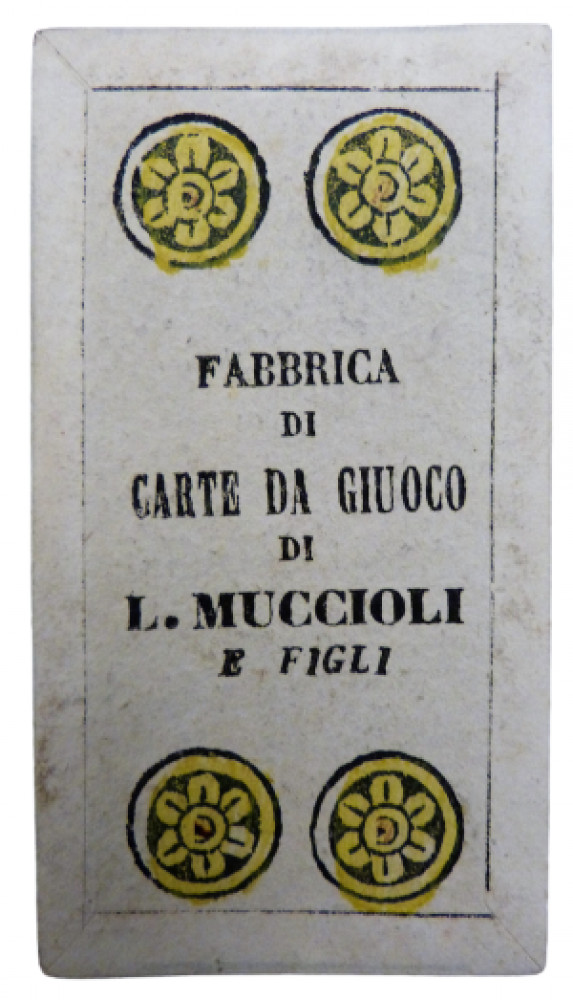 FABBRICA
DI
CARTE DA GIUOCO
DI
L. MUCCIOLI
E FIGLI